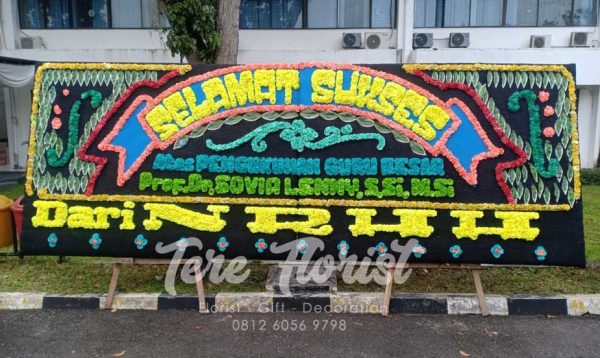 SELAMAT SUKSES
Atas PENGUKUHAN GURU BESAR
Prof. Dr. SOVIA LENNY, S.Si, M.Si
Dari NRHU
Tere Florist
Florist - Gift - Decoration
0812 6056 9798